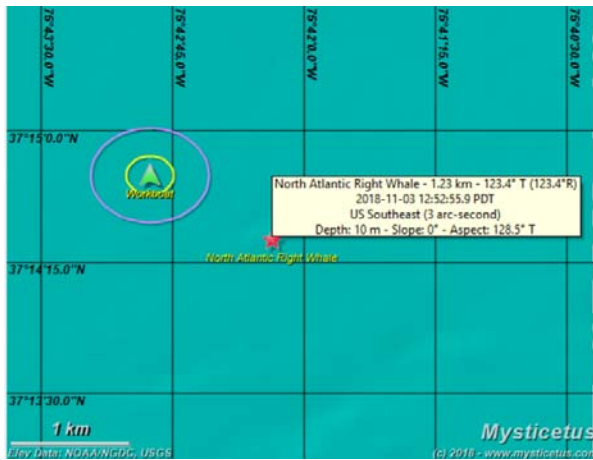 75°43'30.0"W
75°42'45.0"W
75°42'0.0"W
75°41'15.0"W
75°40'30.0"W
37°15'0.0"N
Workboat
North Atlantic Right Whale - 1.23 km - 123.4° T (123.4°R)
2018-11-03 12:52:55.9 PDT
US Southeast (3 arc-second)
Depth: 10 m - Slope: 0° - Aspect: 128.5° T
North Atlantic Right Whale
37°14'15.0"N
37°13'30.0"N
1 km
Mysticetus
Elev Data: NOAA/NGDC, USGS
(c) 2018 - www.mysticetus.com